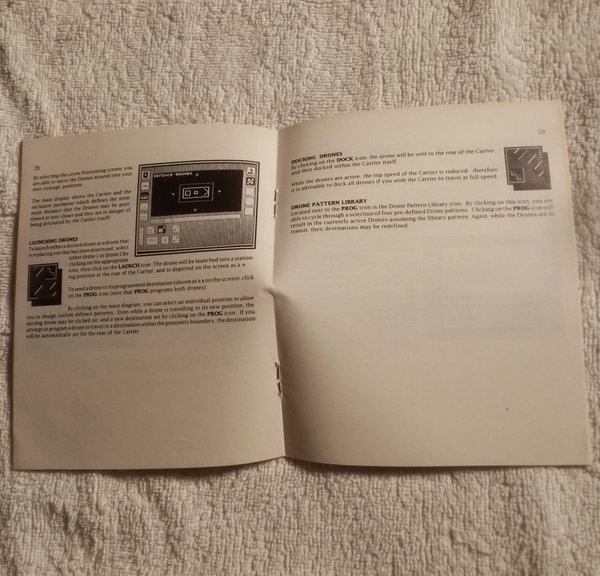 28
By selecting the Drone Positioning screen, you
are able to move the Drones around into your
own strategic positions.
The main display shows the Carrier and the
exclusion perimeter which defines the mini-
mum distance that the Drones may be posi-
tioned at (any closer and they are in danger of
being detonated by the Carrier itself).
DEFENCE DRONES
LAUNCHING DRONES
To launch either a docked drone or a drone that
is replacing one that has been destroyed, select
either drone 1 or drone 2 by
clicking on the appropriate
icon, then click on the LAUNCH icon. The drone will be launched into a station-
ing position at the rear of the Carrier and is depicted on the screen as a +.
To send a drone to its programmed destination (shown as x on the screen), click
on the PROG icon (note that PROG programs both drones).
By clicking on the main diagram, you can select an individual position to allow
you to design custom defence patterns. Even while a drone is travelling to its new position, the
moving drone may be clicked on, and a new destination set by clicking on the PROG icon. If you
attempt to program a drone to travel to a destination within the proximity boundary, the destination
will be automatically set for the rear of the Carrier.
29
DOCKING DRONES
By clicking on the DOCK icon, the drone will be sent to the rear of the Carrier,
and then docked within the Carrier itself.
While the drones are active, the top speed of the Carrier is reduced - therefore
it is advisable to dock all drones if you wish the Carrier to travel at full speed.
DRONE PATTERN LIBRARY
Located next to the PROG icon is the Drone Pattern Library icon. By clicking on this icon, you are
able to cycle through a selection of four pre-defined Drone patterns. Clicking on the PROG icon will
result in the currently active Drones assuming the library pattern. Again, while the Drones are in
transit, their destinations may be redefined.